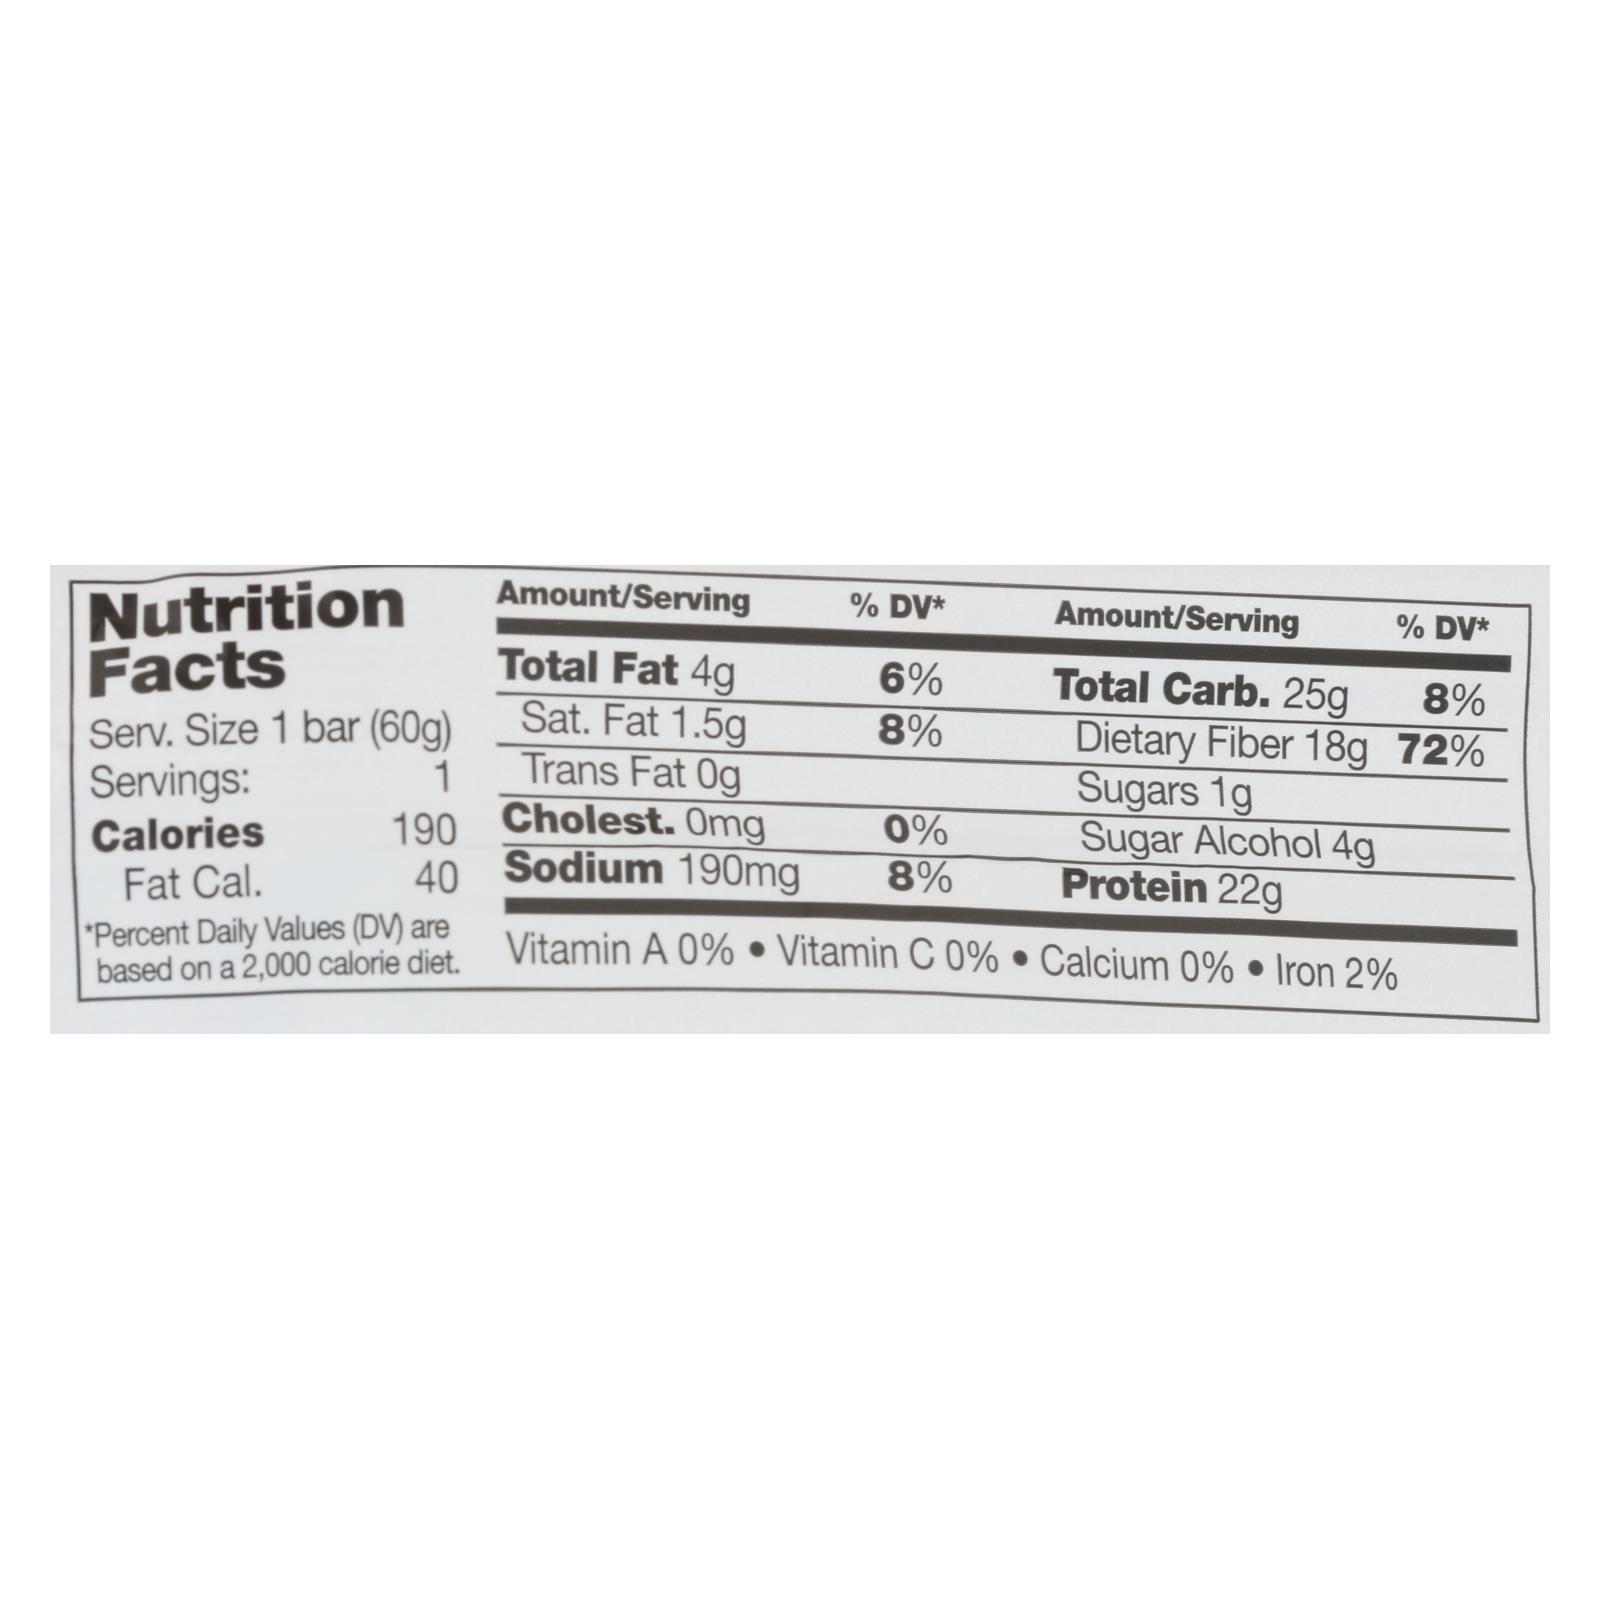 Nutrition
Facts
Serv. Size 1 bar (60g)
Servings: 1
Calories 190
Fat Cal. 40
*Percent Daily Values (DV) are
based on a 2,000 calorie diet.
Amount/Serving % DV*
Total Fat 4g 6%
Sat. Fat 1.5g 8%
Trans Fat 0g
Cholest. 0mg 0%
Sodium 190mg 8%
Amount/Serving % DV*
Total Carb. 25g 8%
Dietary Fiber 18g 72%
Sugars 1g
Sugar Alcohol 4g
Protein 22g
Vitamin A 0% • Vitamin C 0% • Calcium 0% • Iron 2%